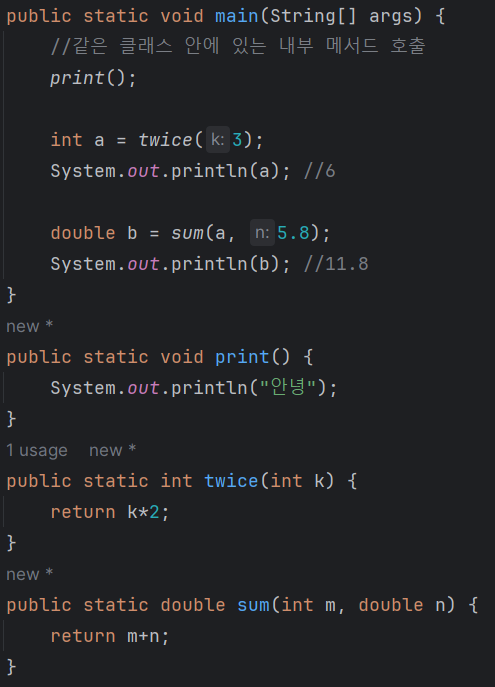 public static void main(String[] args) {
//같은 클래스 안에 있는 내부 메서드 호출
print();
int a = twice( k: 3);
System.out.println(a); //6
double b = sum(a, n: 5.8);
System.out.println(b); //11.8
}
new *
public static void print() {
System.out.println("안녕");
}
1 usage new *
public static int twice(int k) {
return k*2;
}
new *
public static double sum(int m, double n) {
return m+n;
}